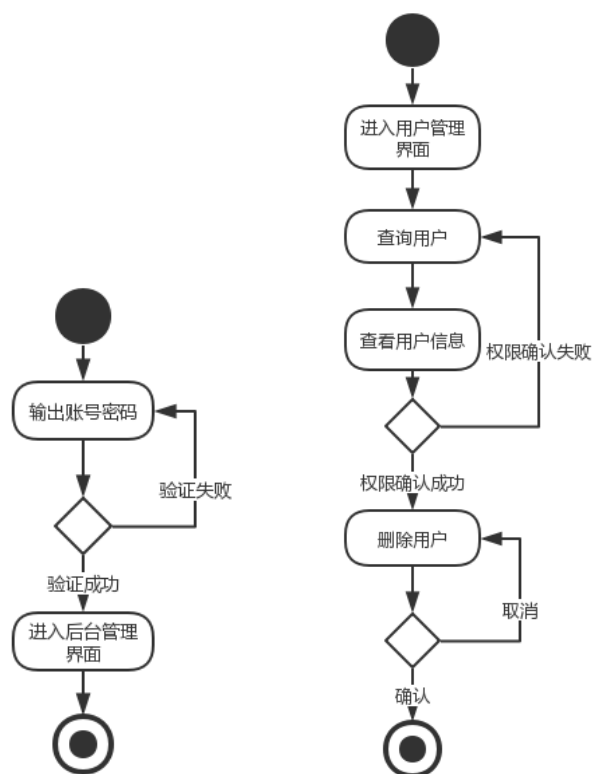 输出账号密码
验证失败
验证成功
进入后台管理
界面
进入用户管理
界面
查询用户
查看用户信息
权限确认失败
权限确认成功
删除用户
取消
确认